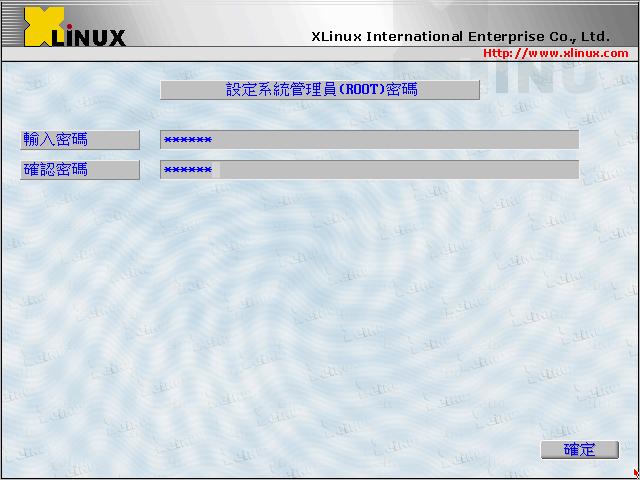 XLinux
XLinux International Enterprise Co., Ltd.
Http://www.xlinux.com
設定系統管理員(ROOT)密碼
輸入密碼
******
確認密碼
******
確定